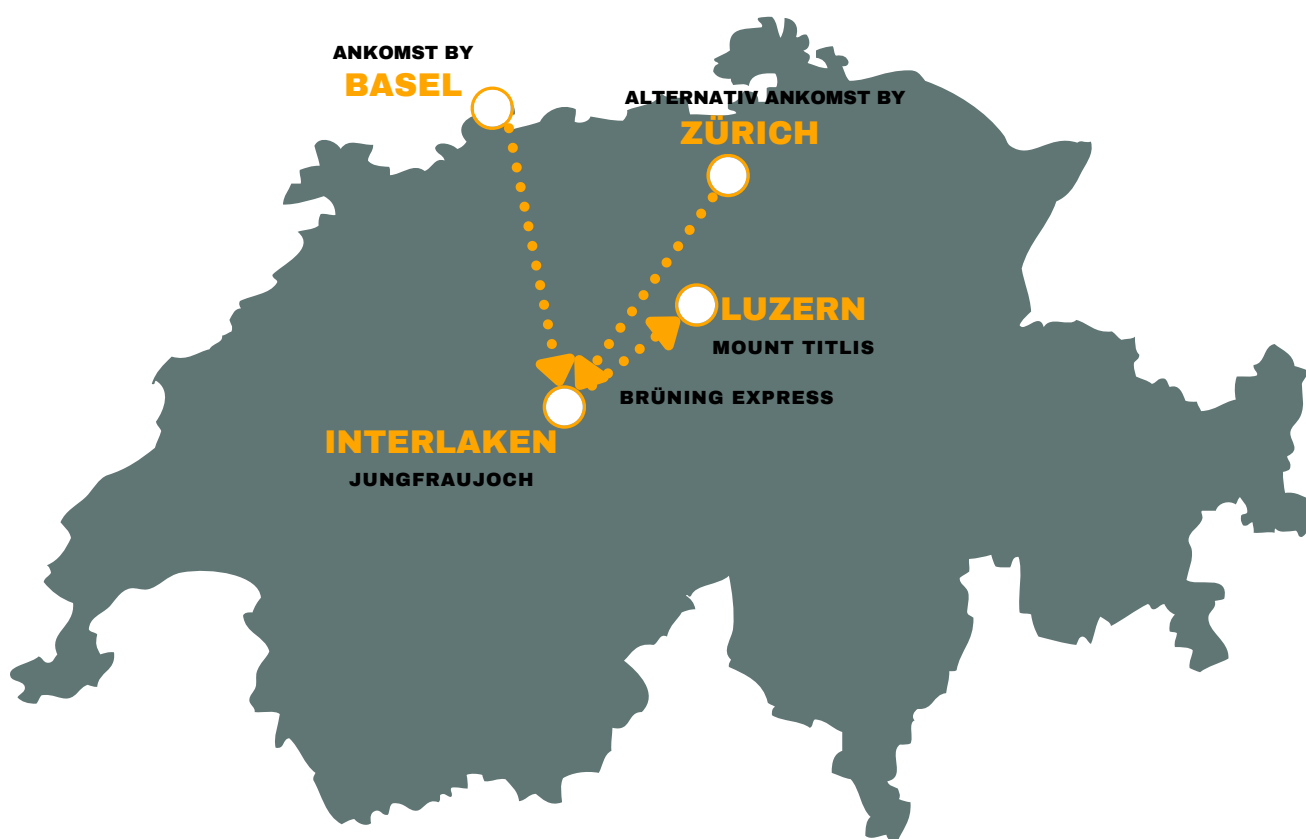 ANKOMST BY
BASEL
ALTERNATIV ANKOMST BY
ZÜRICH
LUZERN
MOUNT TITLIS
BRÜNING EXPRESS
INTERLAKEN
JUNGFRAUJOCH